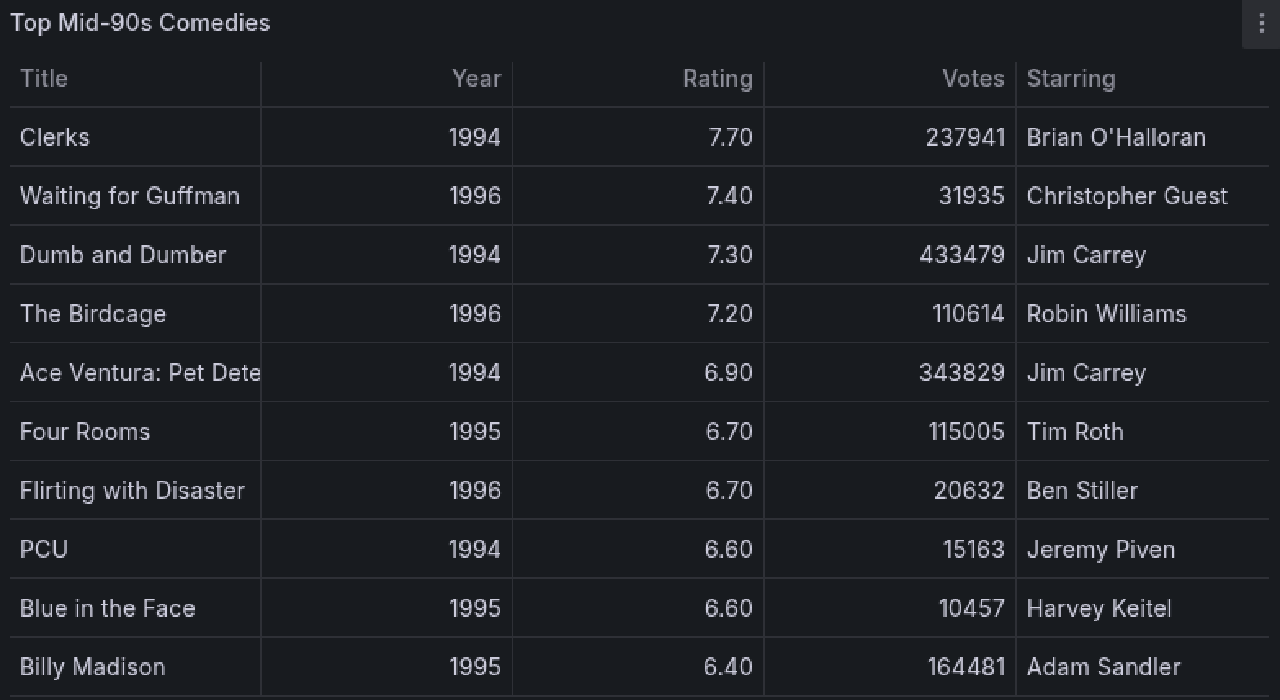 Top Mid-90s Comedies
Title Year Rating Votes Starring
Clerks 1994 7.70 237941 Brian O'Halloran
Waiting for Guffman 1996 7.40 31935 Christopher Guest
Dumb and Dumber 1994 7.30 433479 Jim Carrey
The Birdcage 1996 7.20 110614 Robin Williams
Ace Ventura: Pet Dete 1994 6.90 343829 Jim Carrey
Four Rooms 1995 6.70 115005 Tim Roth
Flirting with Disaster 1996 6.70 20632 Ben Stiller
PCU 1994 6.60 15163 Jeremy Piven
Blue in the Face 1995 6.60 10457 Harvey Keitel
Billy Madison 1995 6.40 164481 Adam Sandler